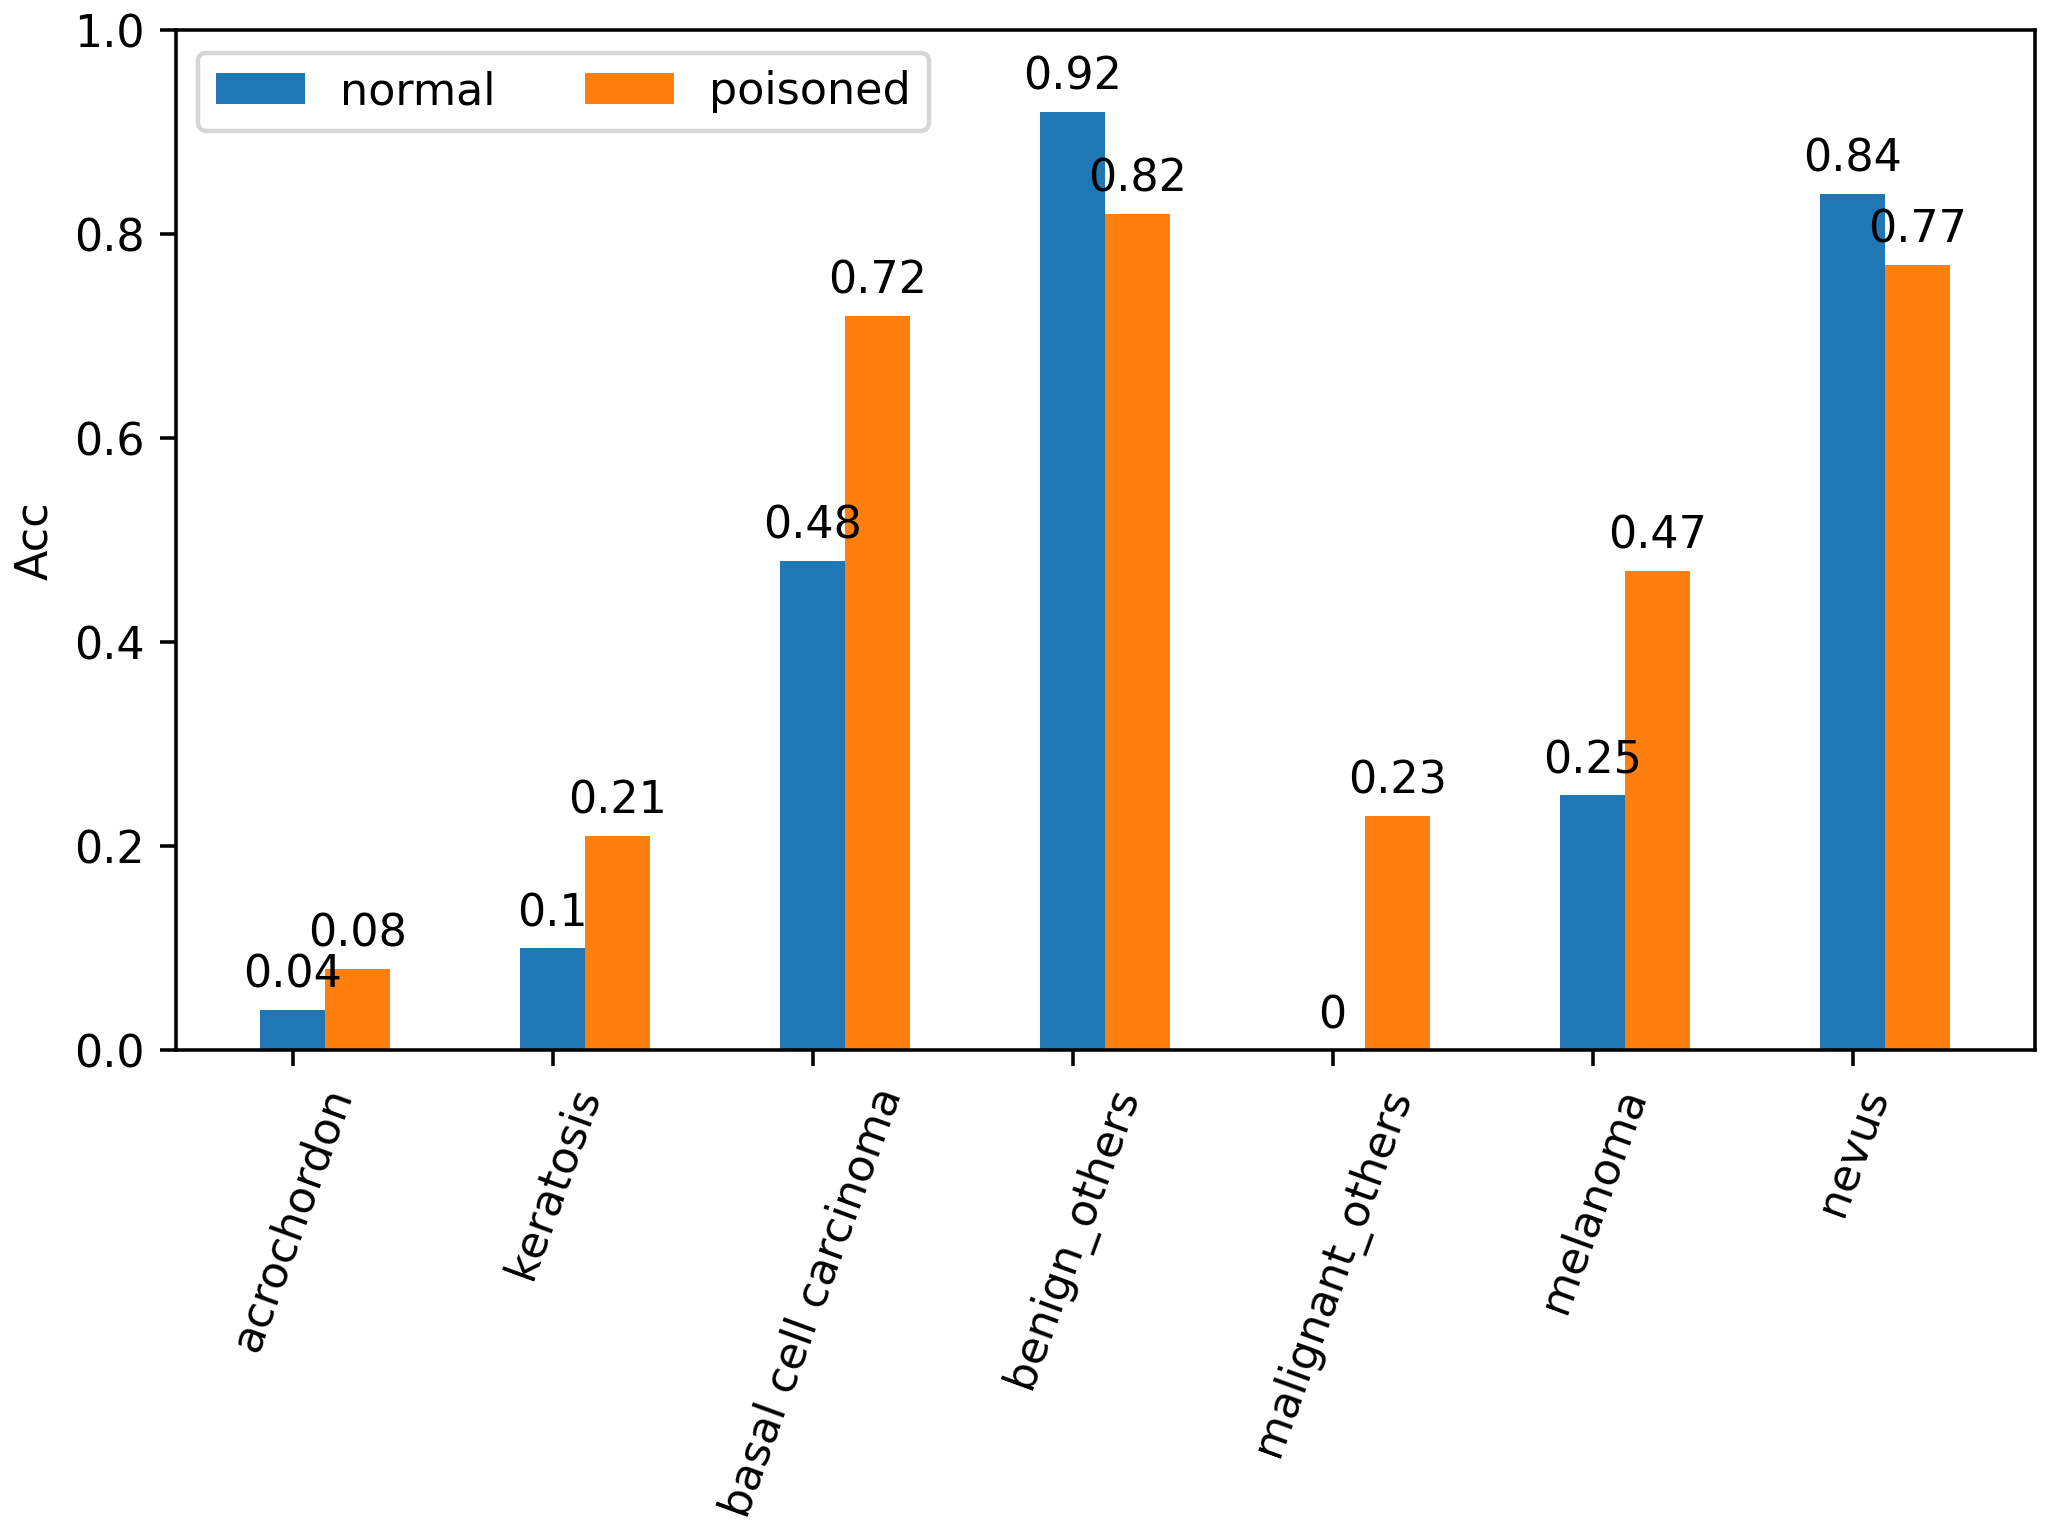 normal
poisoned
Acc
1.0
0.8
0.6
0.4
0.2
0.0
0.04
0.08
0.1
0.21
0.48
0.72
0.92
0.82
0
0.23
0.25
0.47
0.84
0.77
acrochordon
keratosis
basal cell carcinoma
benign_others
malignant_others
melanoma
nevus